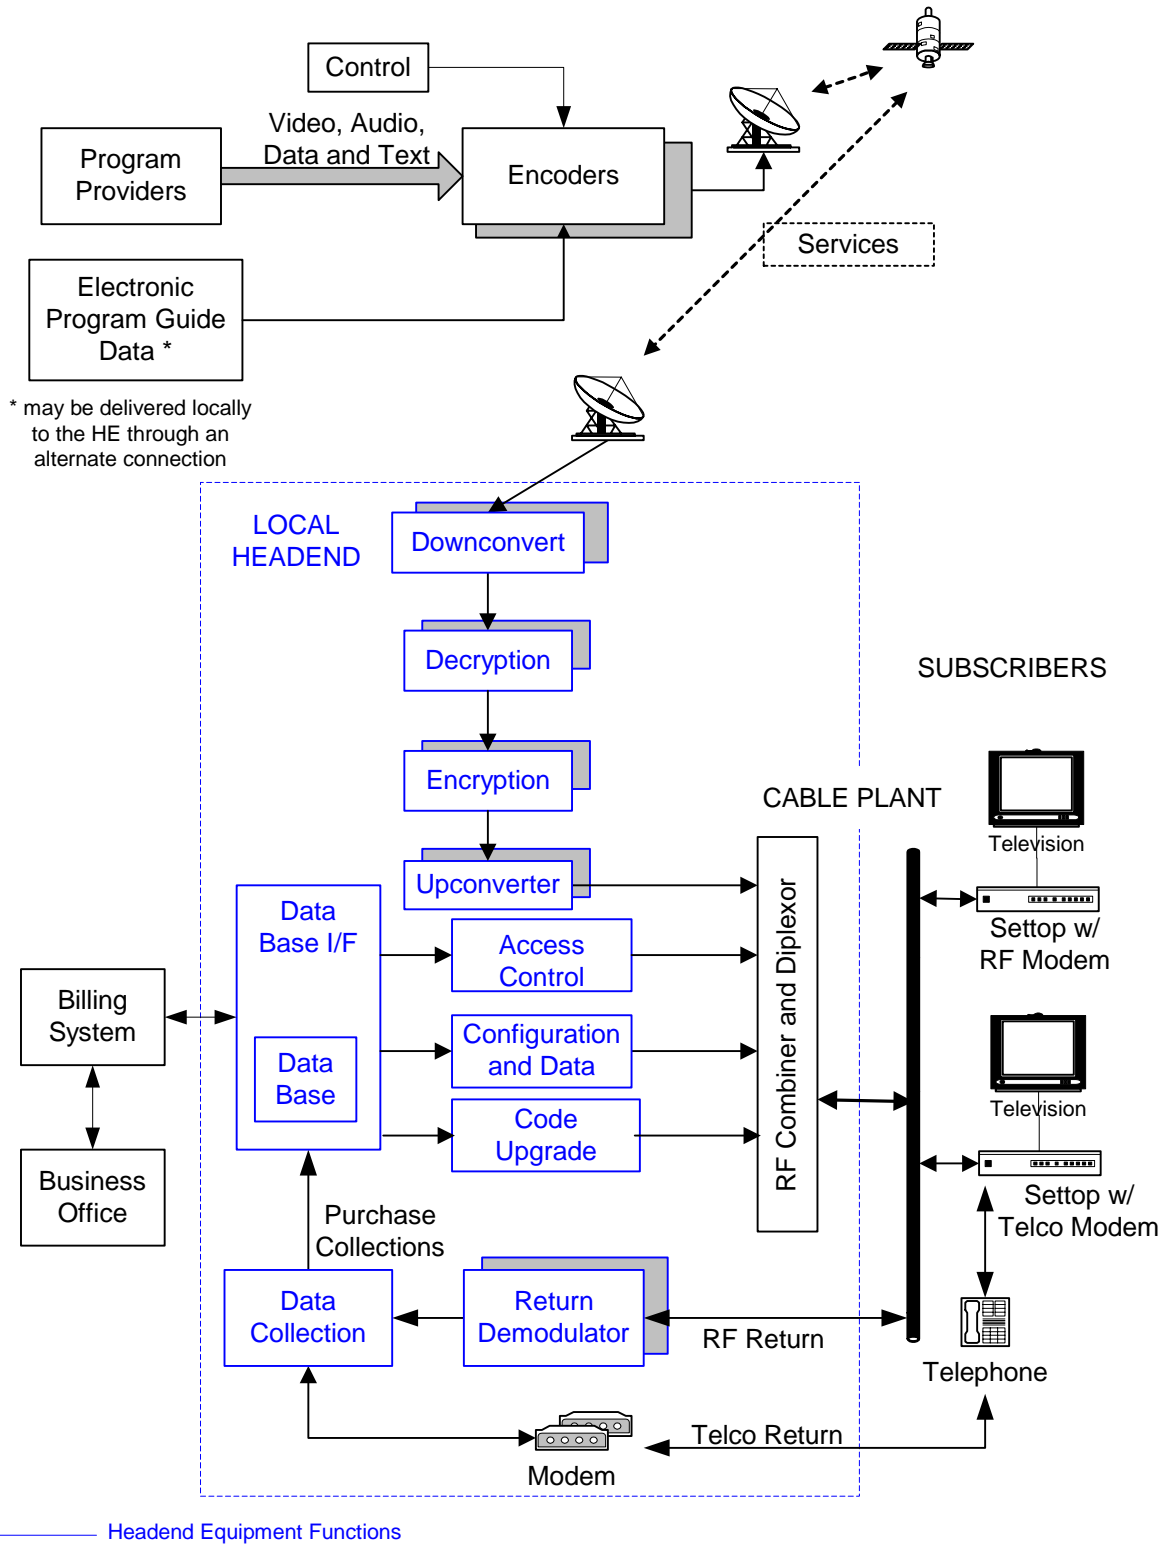 Control
Video, Audio,
Data and Text
Program
Providers
Encoders
Services
Electronic
Program Guide
Data *
* may be delivered locally
to the HE through an
alternate connection
LOCAL
HEADEND
Downconvert
Decryption
SUBSCRIBERS
Encryption
CABLE PLANT
Television
Upconverter
Data
Base I/F
Access
Control
Settop w/
RF Modem
RF Combiner and Diplexor
Billing
System
Configuration
and Data
Data
Base
Television
Code
Upgrade
Business
Office
Settop w/
Telco Modem
Purchase
Collections
Data
Collection
Return
Demodulator
RF Return
Telephone
Telco Return
Modem
Headend Equipment Functions